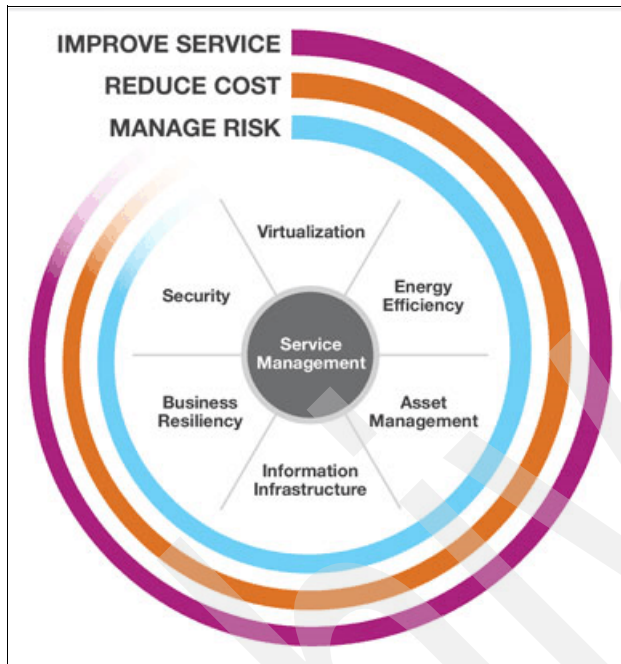 IMPROVE SERVICE
REDUCE COST
MANAGE RISK
Virtualization
Security
Energy
Efficiency
Service
Management
Business
Resiliency
Asset
Management
Information
Infrastructure